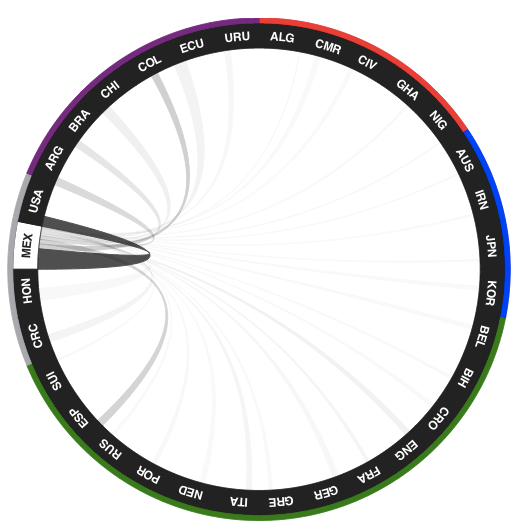 URU
ALG
CMR
CIV
GHA
NIG
AUS
IRN
JPN
KOR
BEL
BIH
CRO
ENG
FRA
GER
GRE
ITA
NED
POR
RUS
ESP
SUI
CRC
HON
MEX
USA
ARG
BRA
CHI
COL
ECU